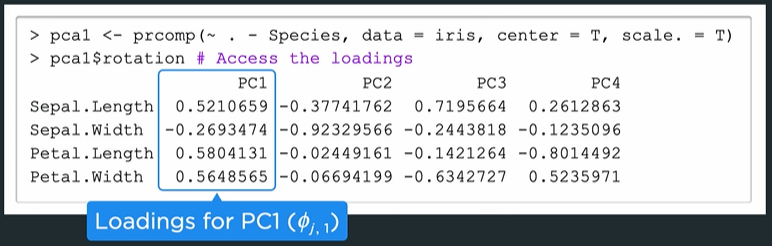 > pca1 <- prcomp(~ . - Species, data = iris, center = T, scale. = T)
> pca1$rotation # Access the loadings
PC1 PC2 PC3 PC4
Sepal.Length 0.5210659 -0.37741762 0.7195664 0.2612863
Sepal.Width -0.2693474 -0.92329566 -0.2443818 -0.1235096
Petal.Length 0.5804131 -0.02449161 -0.1421264 -0.8014492
Petal.Width 0.5648565 -0.06694199 -0.6342727 0.5235971
Loadings for PC1 (ϕj, 1)